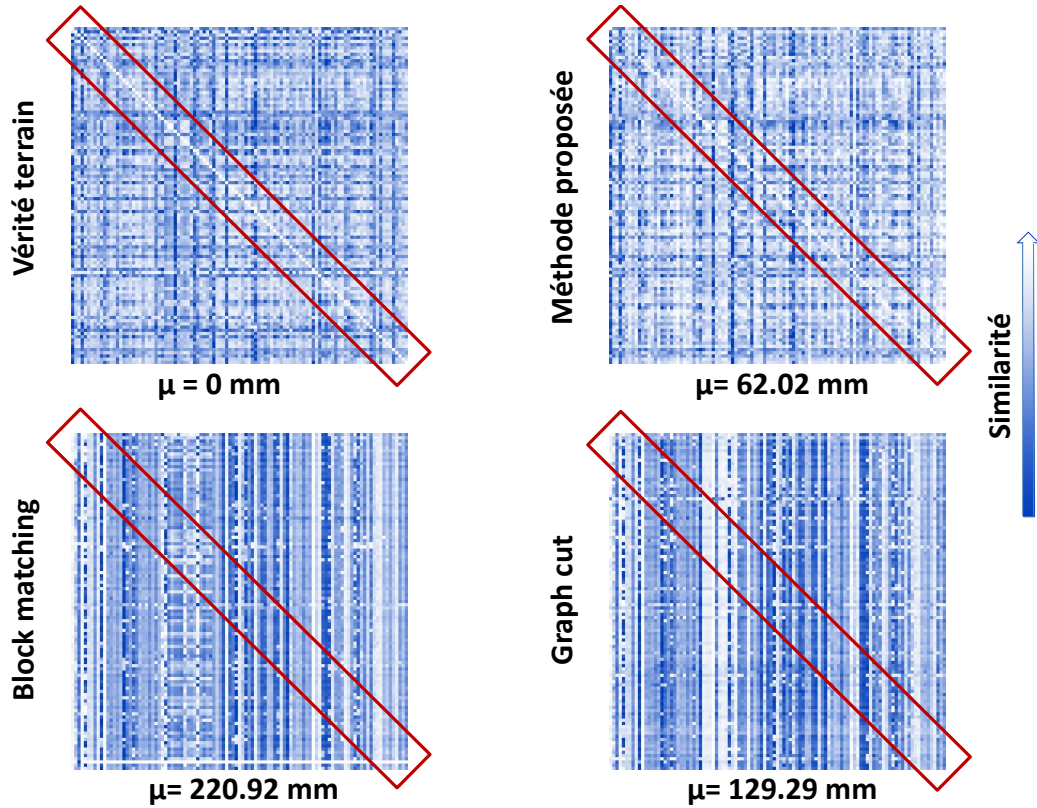 Vérité terrain
μ = 0 mm
Méthode proposée
μ= 62.02 mm
Similarité
Block matching
μ= 220.92 mm
Graph cut
μ= 129.29 mm